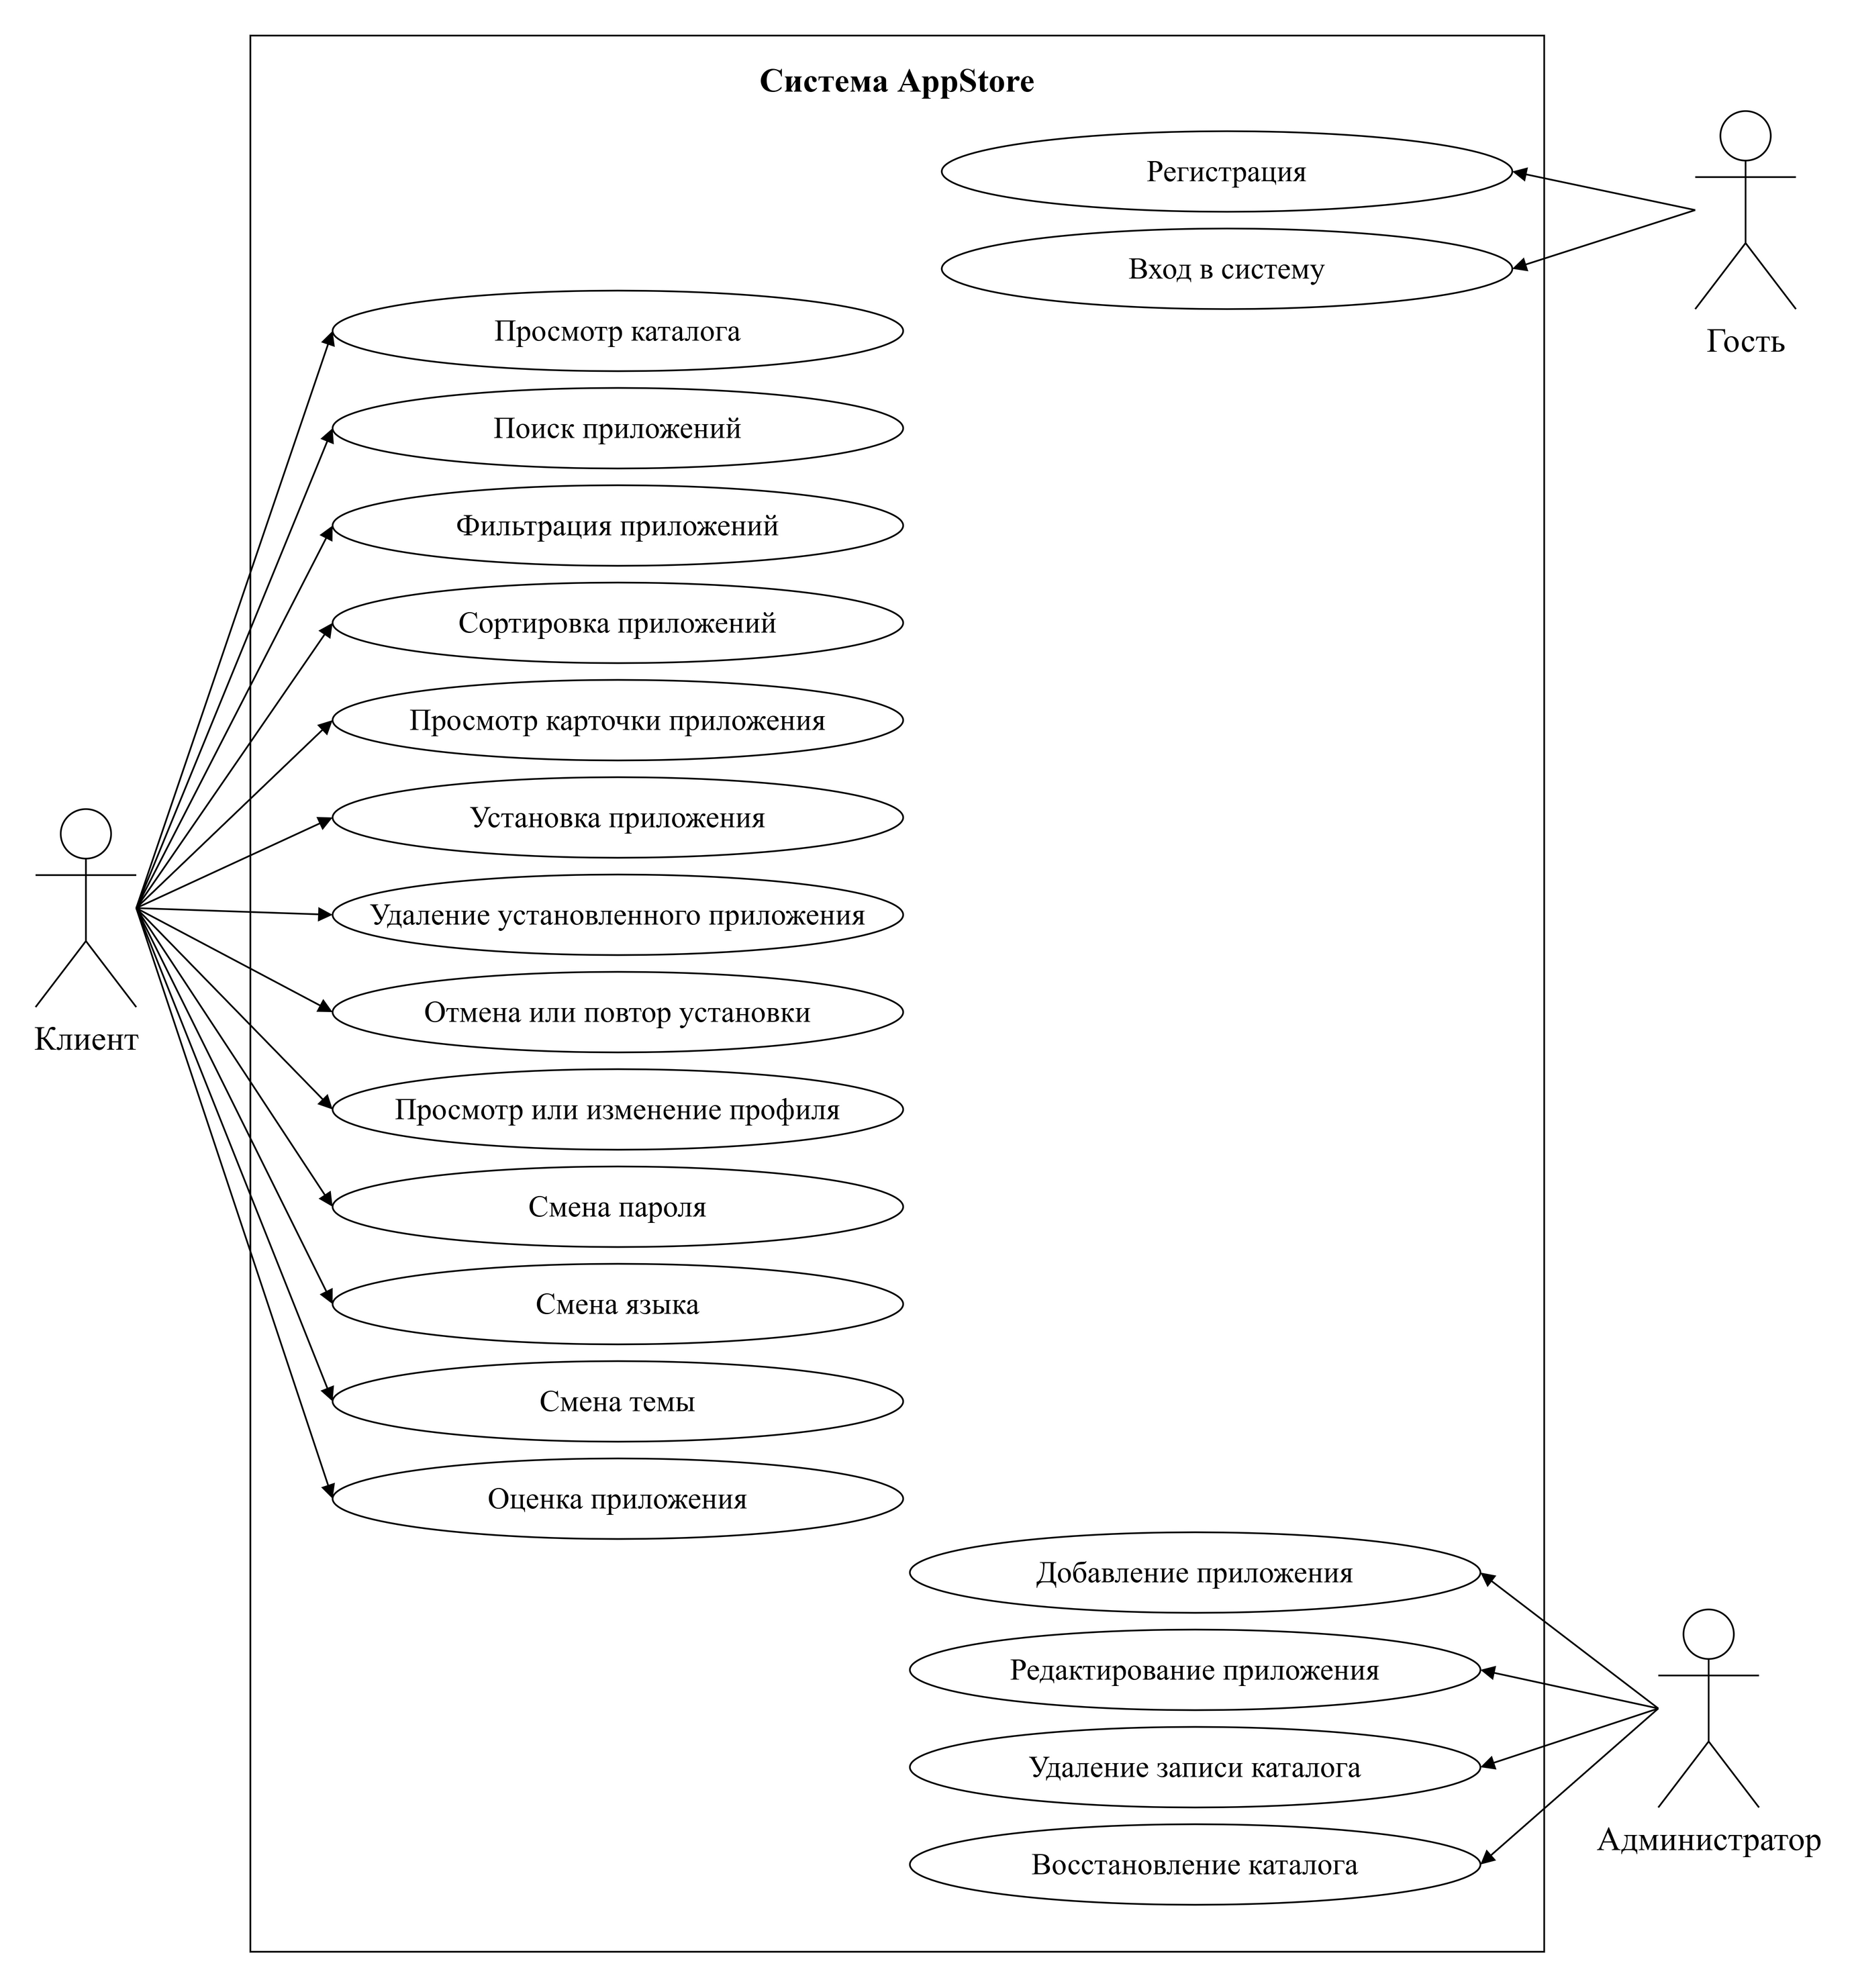 Система AppStore
Регистрация
Вход в систему
Гость
Просмотр каталога
Поиск приложений
Фильтрация приложений
Сортировка приложений
Просмотр карточки приложения
Установка приложения
Удаление установленного приложения
Отмена или повтор установки
Клиент
Просмотр или изменение профиля
Смена пароля
Смена языка
Смена темы
Оценка приложения
Добавление приложения
Редактирование приложения
Удаление записи каталога
Администратор
Восстановление каталога